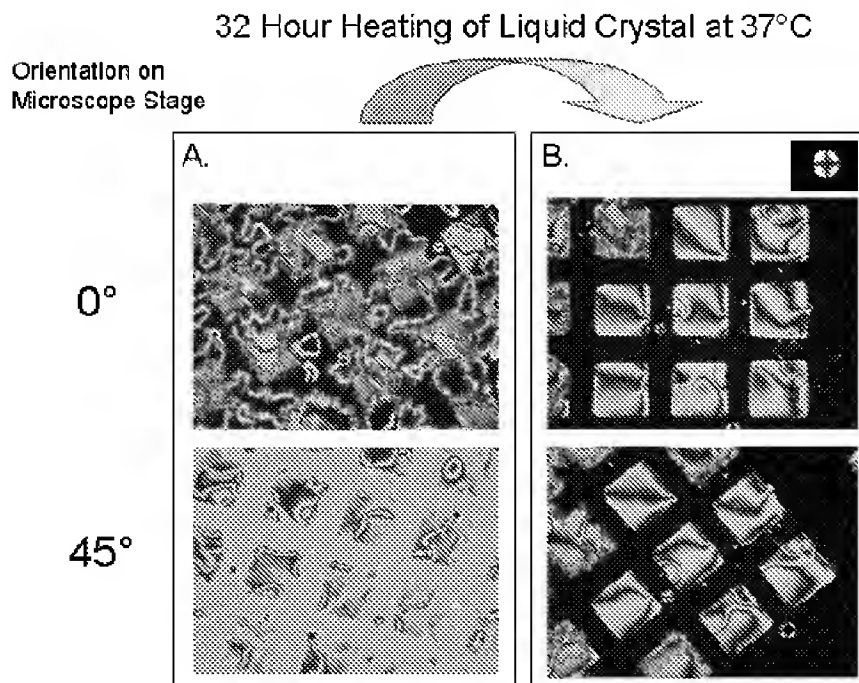 32 Hour Heating of Liquid Crystal at 37°C
Orientation on
Microscope Stage
A.
B.
0°
45°